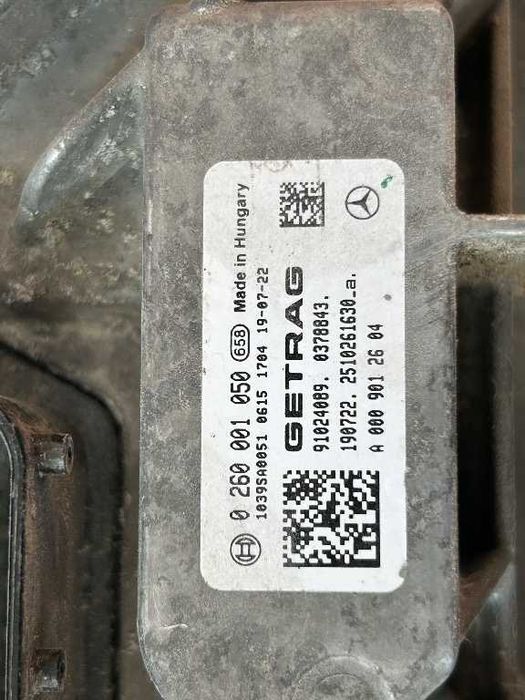 0 260 001 050 658 Made in Hungary
1039SA0051 0615 1704 19-07-22
GETRAG
91024089. 0378843.
190722. 2510261630_a.
A 000 901 26 04